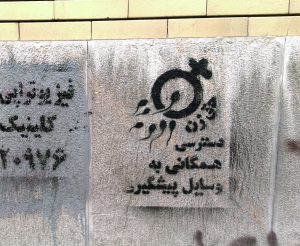 فیزیوتراپی
کلینیک
۲۰۹۷۶
زن
دسترسی
همگانی به
وسایل پیشگیری